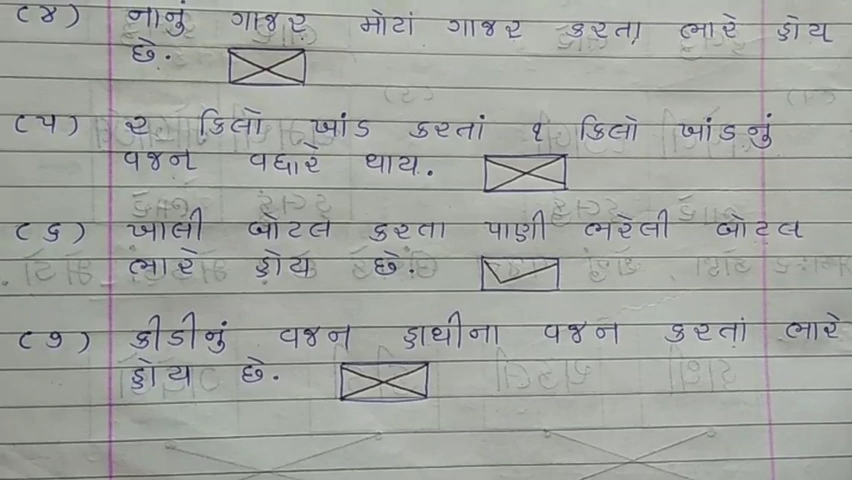 (૪) નાનું ગાજર મોટાં ગાજર કરતા ભારે હોય
છે.
(૫) ૨ કિલો ખાંડ કરતાં ૧ કિલો ખાંડનું
વજન વધારે થાય.
(૬) ખાલી બોટલ કરતા પાણી ભરેલી બોટલ
ભારે હોય છે.
(૭) કીડીનું વજન હાથીના વજન કરતાં ભારે
હોય છે.